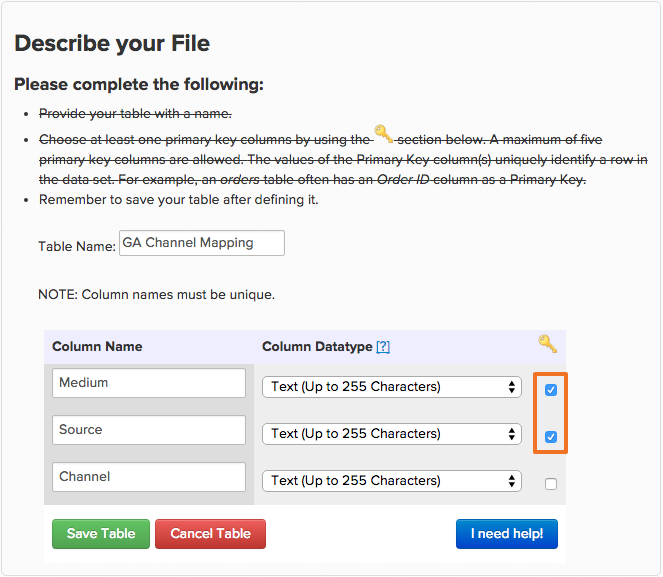 Describe your File
Please complete the following:
• Provide your table with a name.
• Choose at least one primary key columns by using the section below. A maximum of five
primary key columns are allowed. The values of the Primary Key column(s) uniquely identify a row in
the data set. For example, an orders table often has an Order ID column as a Primary Key.
• Remember to save your table after defining it.
Table Name: GA Channel Mapping
NOTE: Column names must be unique.
Column Name Column Datatype [?]
Medium Text (Up to 255 Characters)
Source Text (Up to 255 Characters)
Channel Text (Up to 255 Characters)
Save Table Cancel Table I need help!